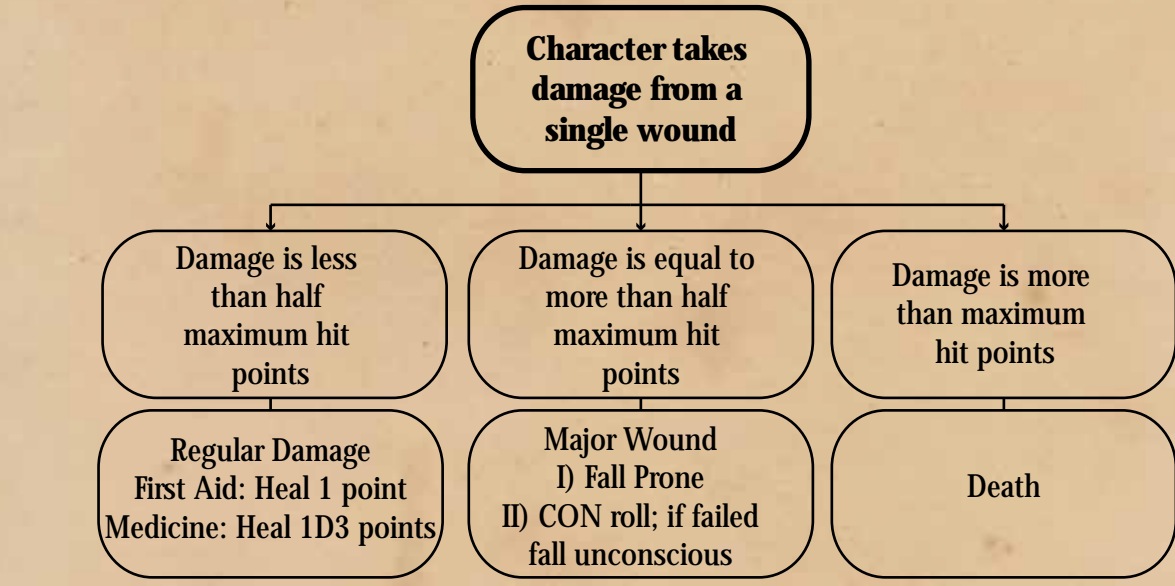 Character takes
damage from a
single wound
Damage is less
than half
maximum hit
points
Damage is equal to
more than half
maximum hit
points
Damage is more
than maximum
hit points
Regular Damage
First Aid: Heal 1 point
Medicine: Heal 1D3 points
Major Wound
I) Fall Prone
II) CON roll; if failed
fall unconscious
Death